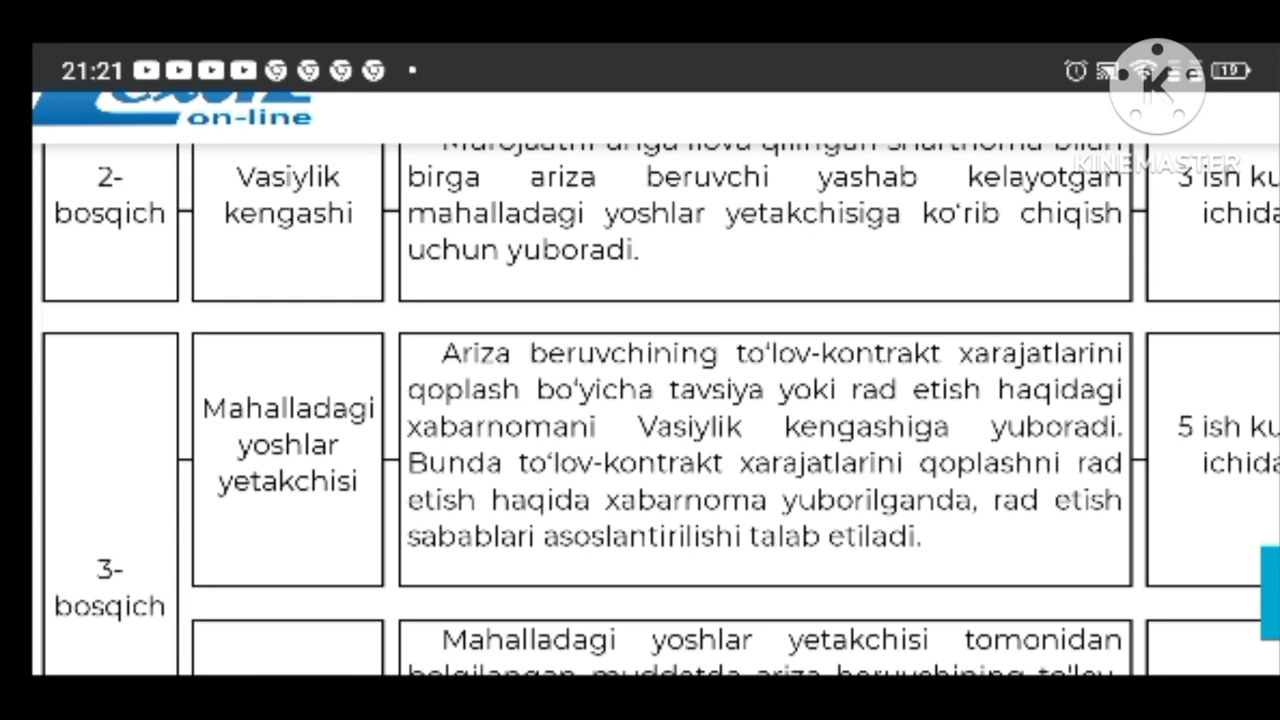 21:21
19
on-line
KINEMASTER
2-
bosqich
Vasiylik
kengashi
birga ariza beruvchi yashab kelayotgan
mahalladagi yoshlar yetakchisiga ko‘rib chiqish
uchun yuboradi.
3 ish ku
ichida
3-
bosqich
Mahalladagi
yoshlar
yetakchisi
Ariza beruvchining to‘lov-kontrakt xarajatlarini
qoplash bo‘yicha tavsiya yoki rad etish haqidagi
xabarnomani Vasiylik kengashiga yuboradi.
Bunda to‘lov-kontrakt xarajatlarini qoplashni rad
etish haqida xabarnoma yuborilganda, rad etish
sabablari asoslantirilishi talab etiladi.
5 ish ku
ichida
Mahalladagi yoshlar yetakchisi tomonidan